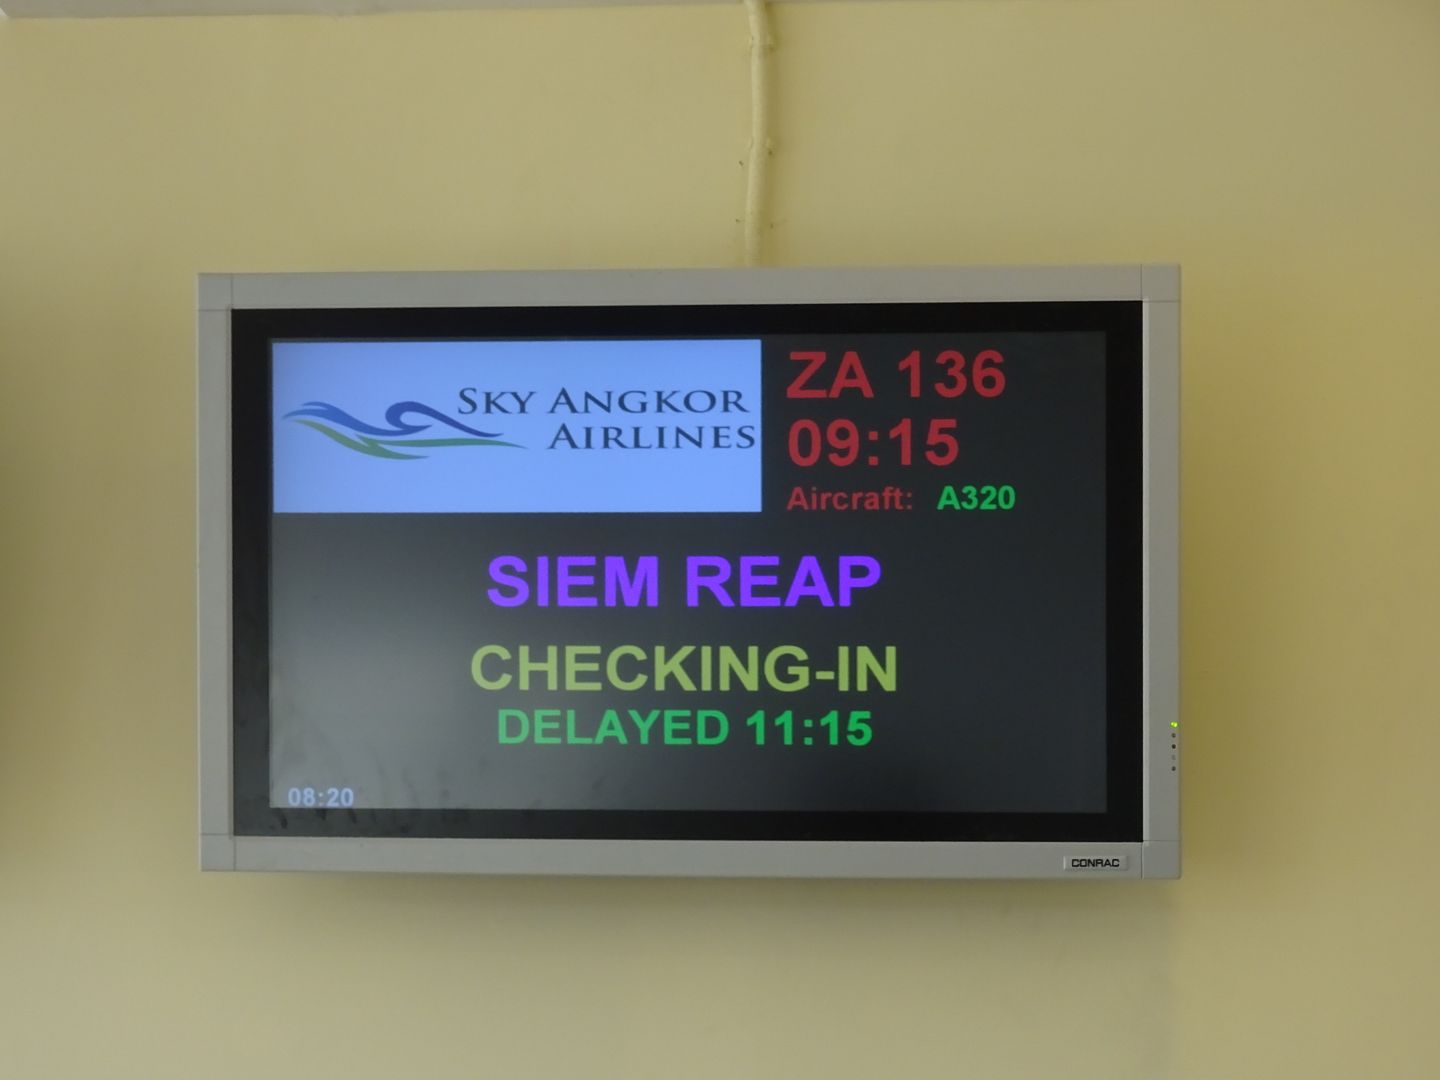 SKY ANGKOR
AIRLINES
ZA 136
09:15
Aircraft: A320
SIEM REAP
CHECKING-IN
DELAYED 11:15
08:20
CONRAC